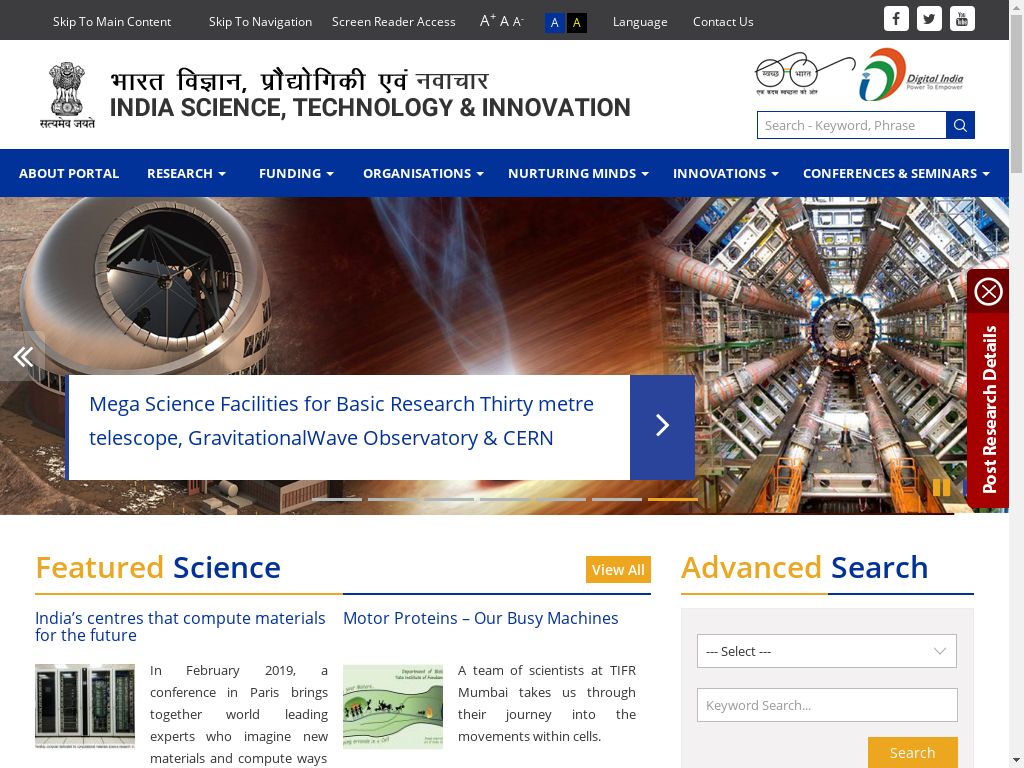 Skip To Main Content Skip To Navigation Screen Reader Access A+ A A- A A Language Contact Us
सत्यमेव जयते
भारत विज्ञान, प्रौद्योगिकी एवं नवाचार
INDIA SCIENCE, TECHNOLOGY & INNOVATION
स्वच्छ भारत
एक कदम स्वच्छता की ओर
Digital India
Power To Empower
Search - Keyword, Phrase
ABOUT PORTAL RESEARCH FUNDING ORGANISATIONS NURTURING MINDS INNOVATIONS CONFERENCES & SEMINARS
Post Research Details
Mega Science Facilities for Basic Research Thirty metre
telescope, GravitationalWave Observatory & CERN
Featured Science View All
India’s centres that compute materials
for the future
In February 2019, a
conference in Paris brings
together world leading
experts who imagine new
materials and compute ways
Motor Proteins – Our Busy Machines
A team of scientists at TIFR
Mumbai takes us through
their journey into the
movements within cells.
Advanced Search
--- Select ---
Keyword Search...
Search